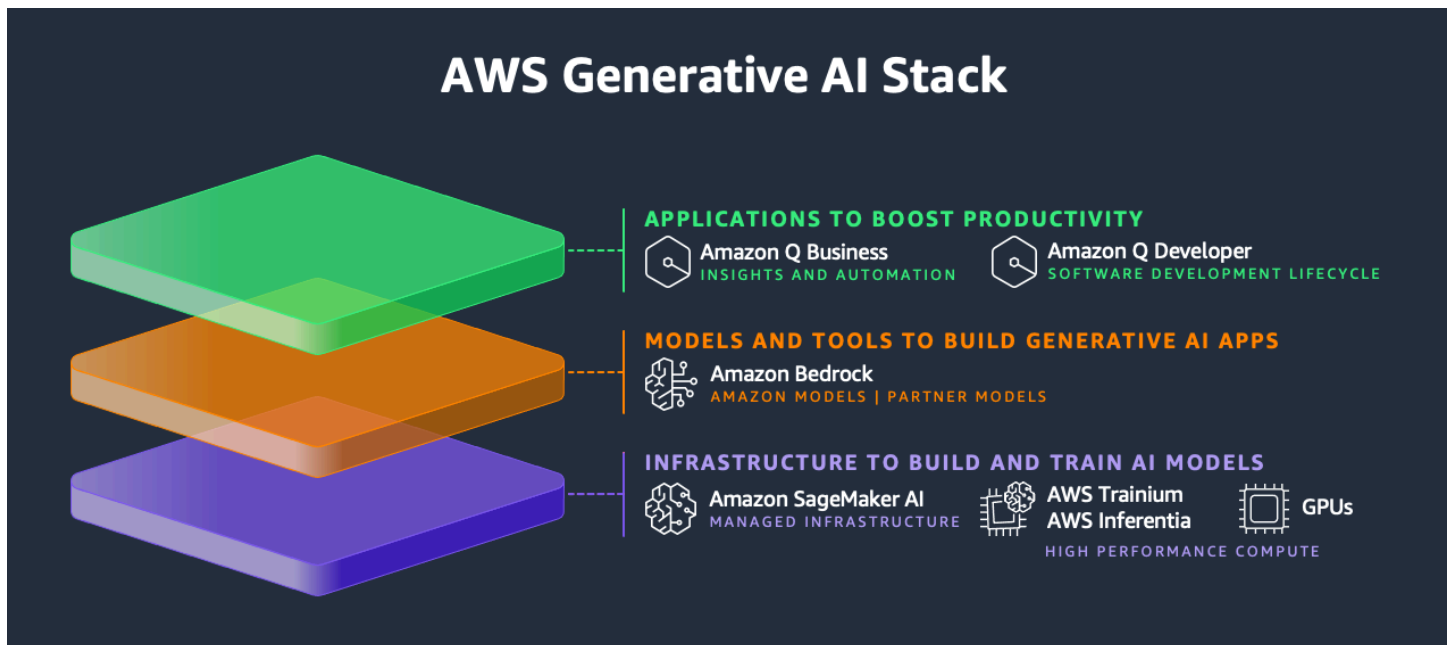 AWS Generative AI Stack
APPLICATIONS TO BOOST PRODUCTIVITY
Amazon Q Business
INSIGHTS AND AUTOMATION
Amazon Q Developer
SOFTWARE DEVELOPMENT LIFECYCLE
MODELS AND TOOLS TO BUILD GENERATIVE AI APPS
Amazon Bedrock
AMAZON MODELS | PARTNER MODELS
INFRASTRUCTURE TO BUILD AND TRAIN AI MODELS
Amazon SageMaker AI
MANAGED INFRASTRUCTURE
AWS Trainium
AWS Inferentia
GPUs
HIGH PERFORMANCE COMPUTE